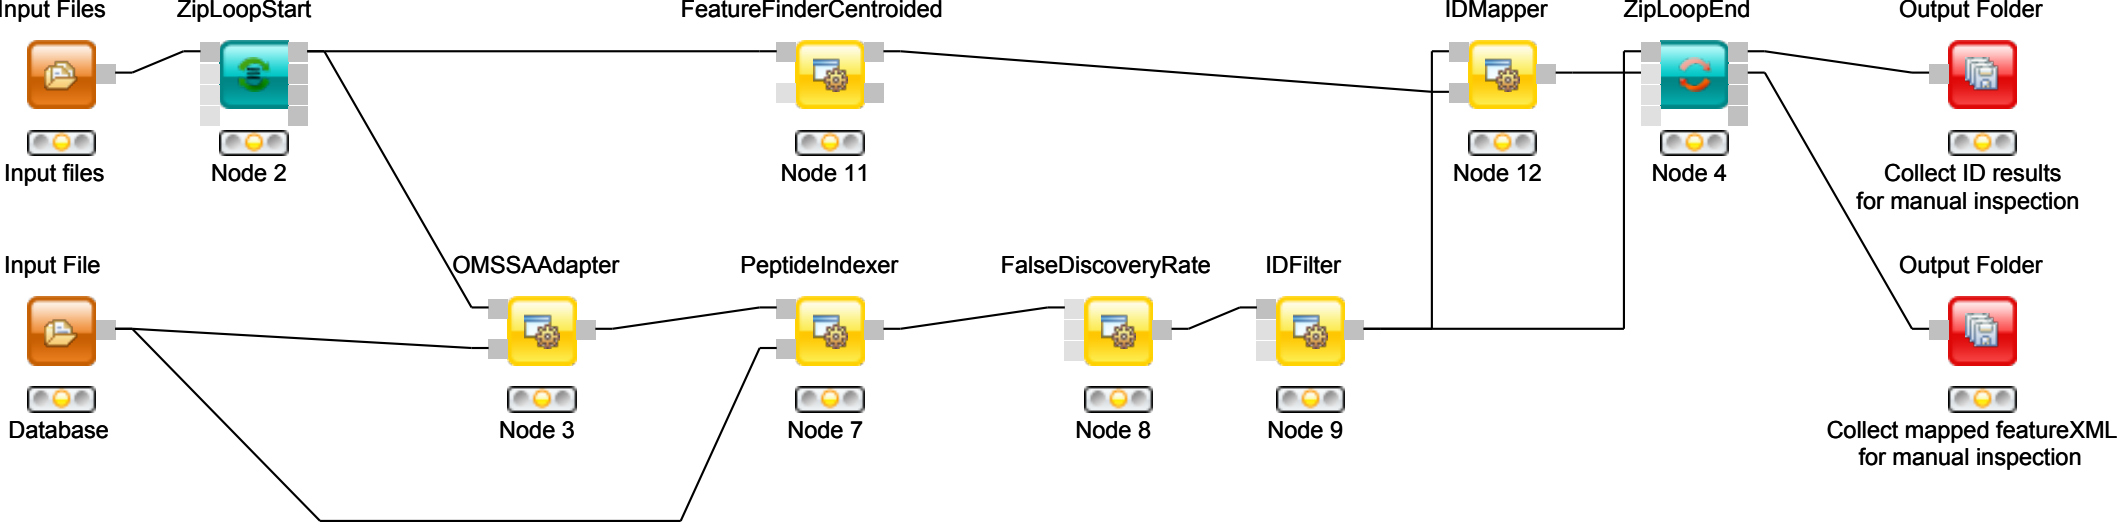 Input Files
ZipLoopStart
FeatureFinderCentroided
IDMapper
ZipLoopEnd
Output Folder
Input files
Node 2
Node 11
Node 12
Node 4
Collect ID results
for manual inspection
Input File
OMSSAAdapter
PeptideIndexer
FalseDiscoveryRate
IDFilter
Output Folder
Database
Node 3
Node 7
Node 8
Node 9
Collect mapped featureXML
for manual inspection